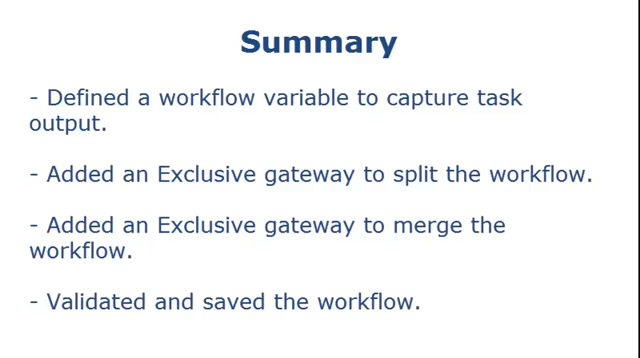 Summary
- Defined a workflow variable to capture task
output.
- Added an Exclusive gateway to split the workflow.
- Added an Exclusive gateway to merge the
workflow.
- Validated and saved the workflow.